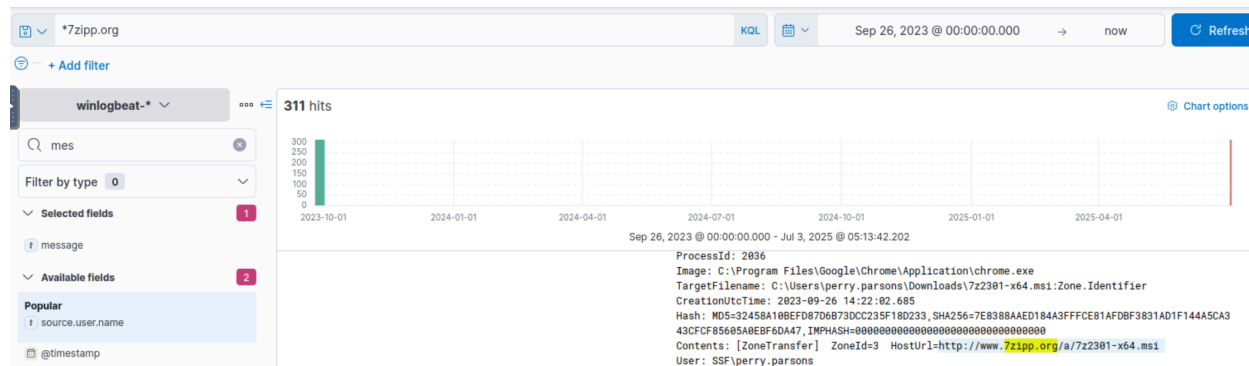 *7zipp.org
KQL
Sep 26, 2023 @ 00:00:00.000 → now
Refresh
+ Add filter
winlogbeat-*
311 hits
Chart options
mes
Filter by type 0
Selected fields 1
message
Available fields 2
Popular
source.user.name
@timestamp
300
250
200
150
100
50
0
2023-10-01 2024-01-01 2024-04-01 2024-07-01 2024-10-01 2025-01-01 2025-04-01
Sep 26, 2023 @ 00:00:00.000 - Jul 3, 2025 @ 05:13:42.202
ProcessId: 2036
Image: C:\Program Files\Google\Chrome\Application\chrome.exe
TargetFilename: C:\Users\perry.parsons\Downloads\7z2301-x64.msi:Zone.Identifier
CreationUtcTime: 2023-09-26 14:22:02.685
Hash: MD5=32458A10BEFD87D6B73DCC235F18D233,SHA256=7E8388AAED184A3FFFCE81AFDBF3831AD1F144A5CA3
43CFCF85605A0EBF6DA47,IMPHASH=00000000000000000000000000000000
Contents: [ZoneTransfer] ZoneId=3 HostUrl=http://www.7zipp.org/a/7z2301-x64.msi
User: SSF\perry.parsons